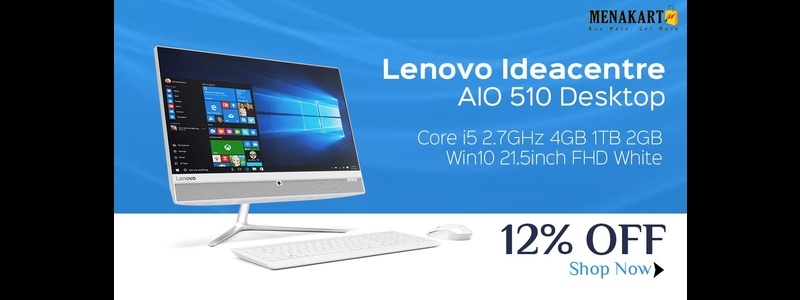 MENAKART
Buy More. Get More
Lenovo Ideacentre
AIO 510 Desktop
Core i5 2.7GHz 4GB 1TB 2GB
Win10 21.5inch FHD White
Lenovo
12% OFF
Shop Now